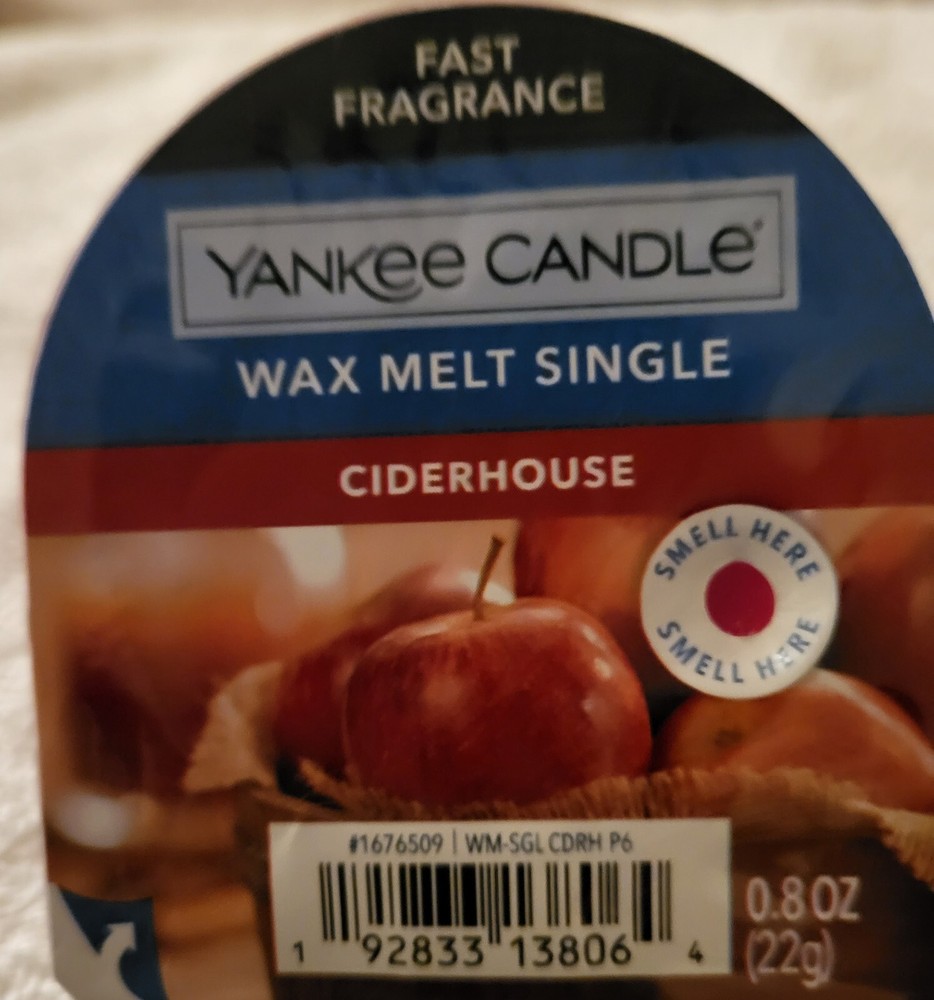 FAST
FRAGRANCE
YANKEE CANDLE®
WAX MELT SINGLE
CIDERHOUSE
SMELL HERE
SMELL HERE
#1676509 | WM-SGL CDRH P6
1 92833 13806 4
0.8 OZ
(22g)